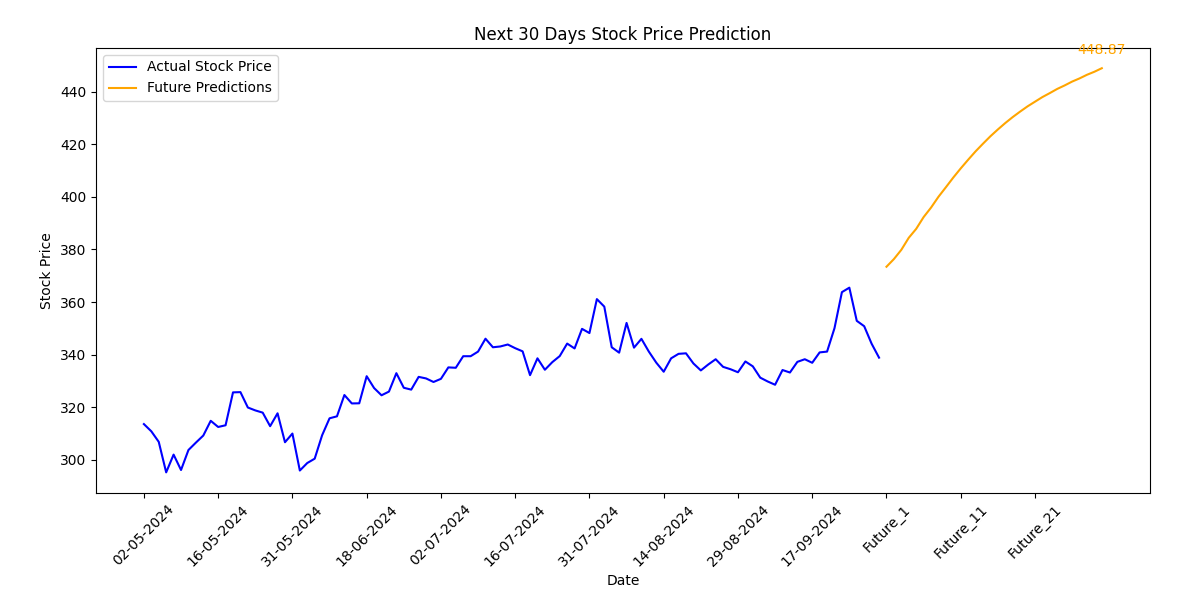 Next 30 Days Stock Price Prediction
448.87
Actual Stock Price
Future Predictions
440
420
400
380
360
340
320
300
Stock Price
02-05-2024
16-05-2024
31-05-2024
18-06-2024
02-07-2024
16-07-2024
31-07-2024
14-08-2024
29-08-2024
17-09-2024
Future_1
Future_11
Future_21
Date